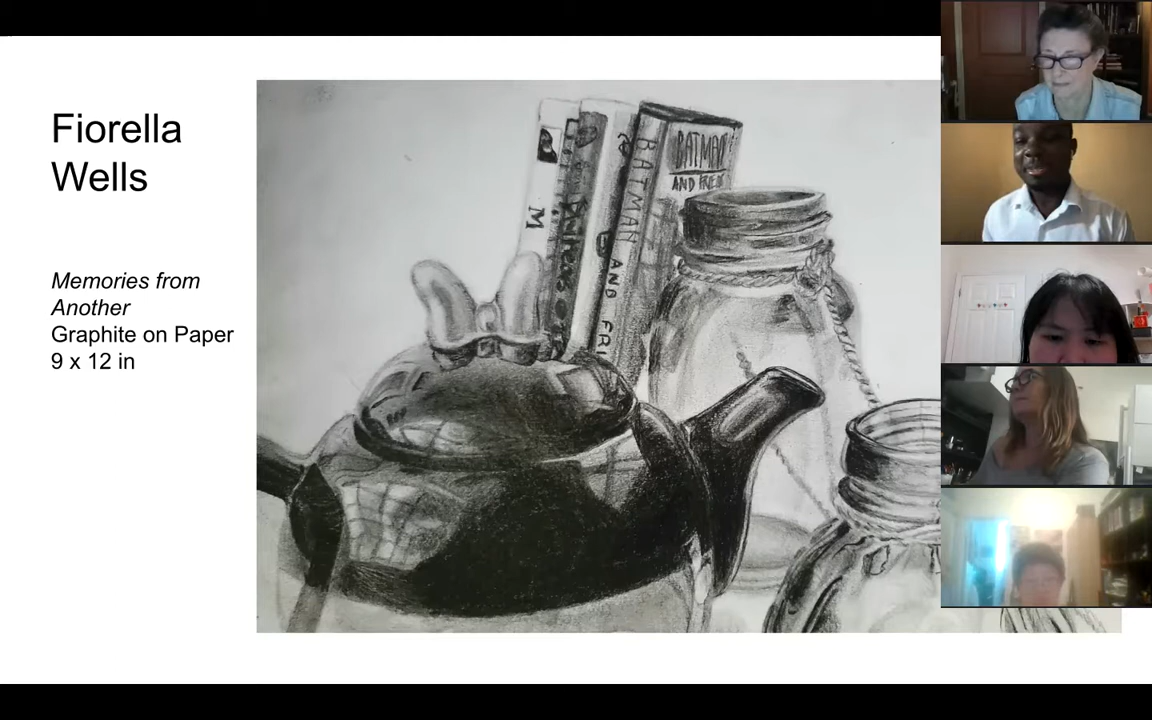 Fiorella
Wells
Memories from
Another
Graphite on Paper
9 x 12 in
M
BATMAN AND FRI
BATMAN
AND FRIE